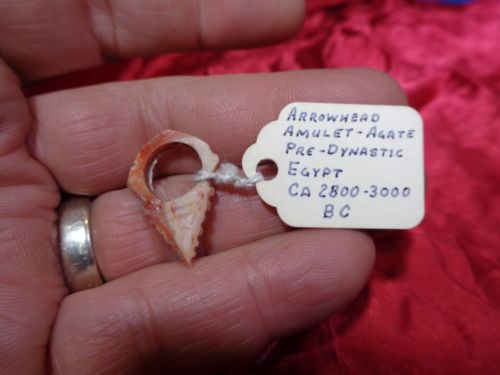 ARROWHEAD
AMULET-AGATE
PRE-DYNASTIC
EGYPT
CA 2800-3000
BC